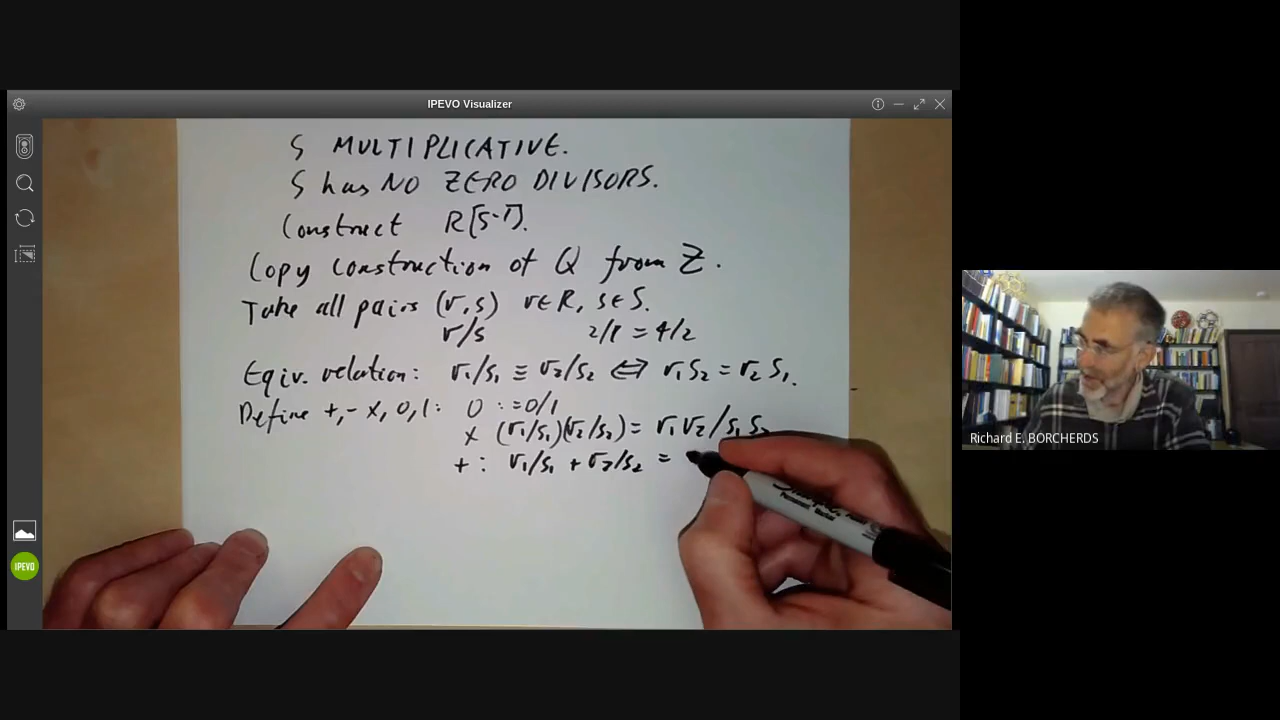 IPEVO Visualizer
S MULTIPLICATIVE.
S has NO ZERO DIVISORS.
Construct R[S⁻¹].
Copy construction of Q from Z.
Take all pairs (r,s) r∈R, s∈S.
r/s 2/1 = 4/2
Equiv. relation: r₁/s₁ ≡ r₂/s₂ ⇔ r₁s₂ = r₂s₁.
Define +,- ×, 0,1: 0 := 0/1
× (r₁/s₁)(r₂/s₂) = r₁r₂/s₁s₂
+: r₁/s₁ + r₂/s₂ =
IPEVO
Richard E. BORCHERDS